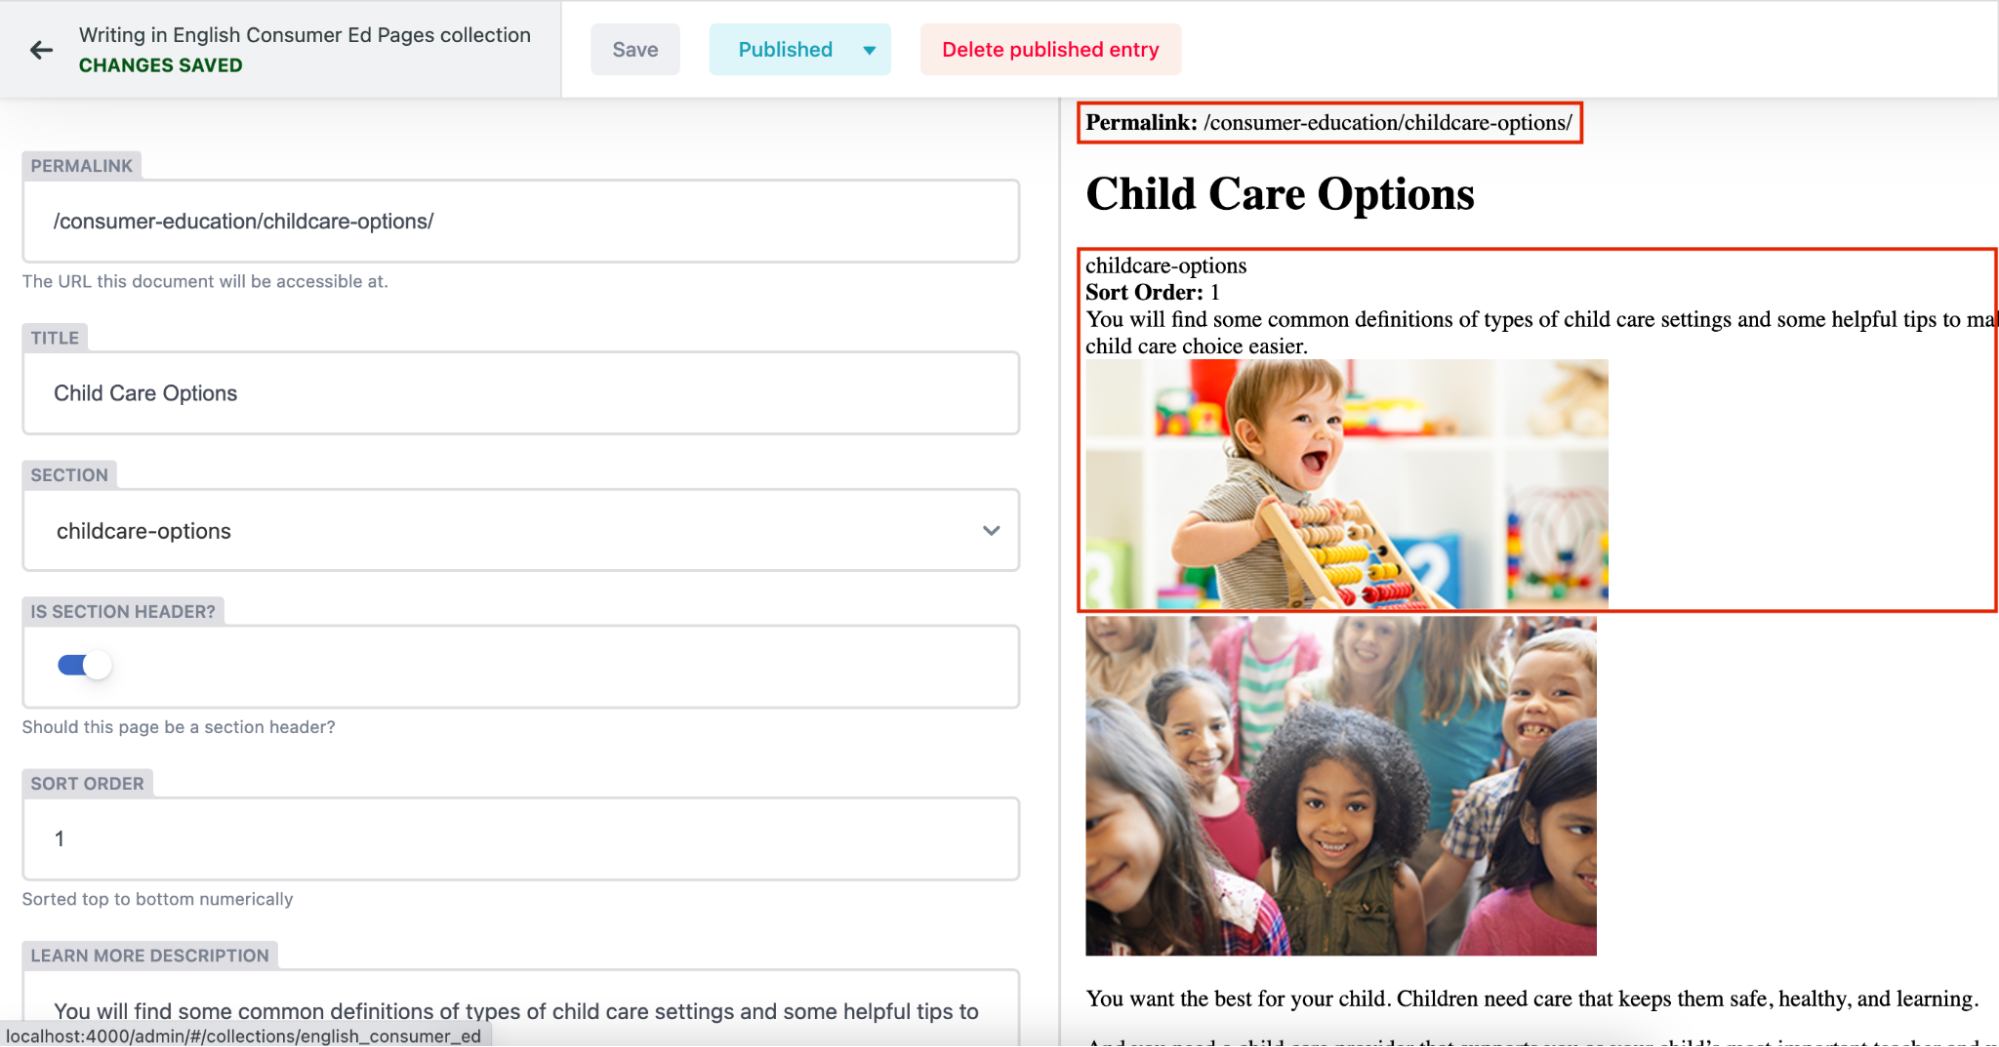 Writing in English Consumer Ed Pages collection
CHANGES SAVED
Save
Published
Delete published entry
PERMALINK
/consumer-education/childcare-options/
The URL this document will be accessible at.
TITLE
Child Care Options
SECTION
childcare-options
IS SECTION HEADER?
Should this page be a section header?
SORT ORDER
1
Sorted top to bottom numerically
LEARN MORE DESCRIPTION
You will find some common definitions of types of child care settings and some helpful tips to
localhost:4000/admin/#/collections/english_consumer_ed
Permalink: /consumer-education/childcare-options/
Child Care Options
childcare-options
Sort Order: 1
You will find some common definitions of types of child care settings and some helpful tips to
child care choice easier.
You want the best for your child. Children need care that keeps them safe, healthy, and learning.